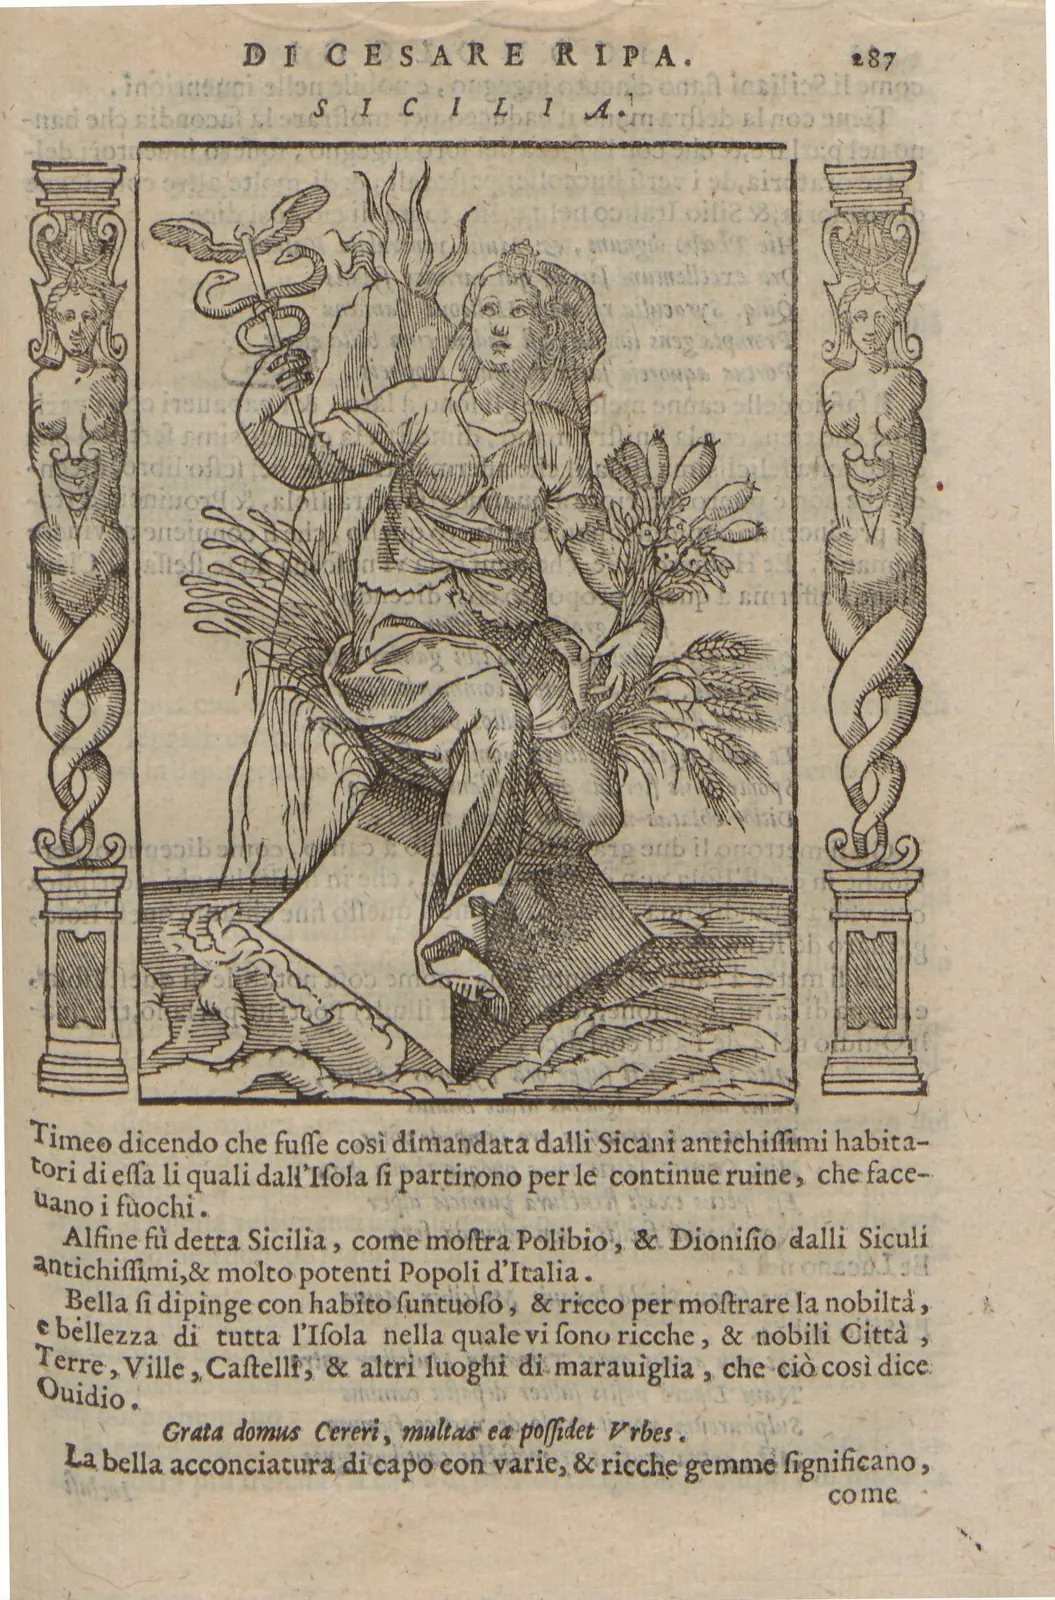 DI CESARE RIPA. 287
SICILIA.
Timeo dicendo che fuſſe così dimandata dalli Sicani antichiſſimi habita-
tori di eſſa li quali dall'Iſola ſi partirono per le continue ruine, che face-
uano i fuochi.
Alfine fù detta Sicilia, come moſtra Polibio, & Dioniſio dalli Siculi
antichiſſimi,& molto potenti Popoli d'Italia.
Bella ſi dipinge con habito ſuntuoſo, & ricco per moſtrare la nobiltà,
e bellezza di tutta l'Iſola nella quale vi ſono ricche, & nobili Città,
Terre, Ville, Caſtelli, & altri luoghi di marauiglia, che ciò così dice
Ouidio.
Grata domus Cereri, multas ea poſſidet Vrbes.
La bella acconciatura di capo con varie, & ricche gemme ſignificano,
come